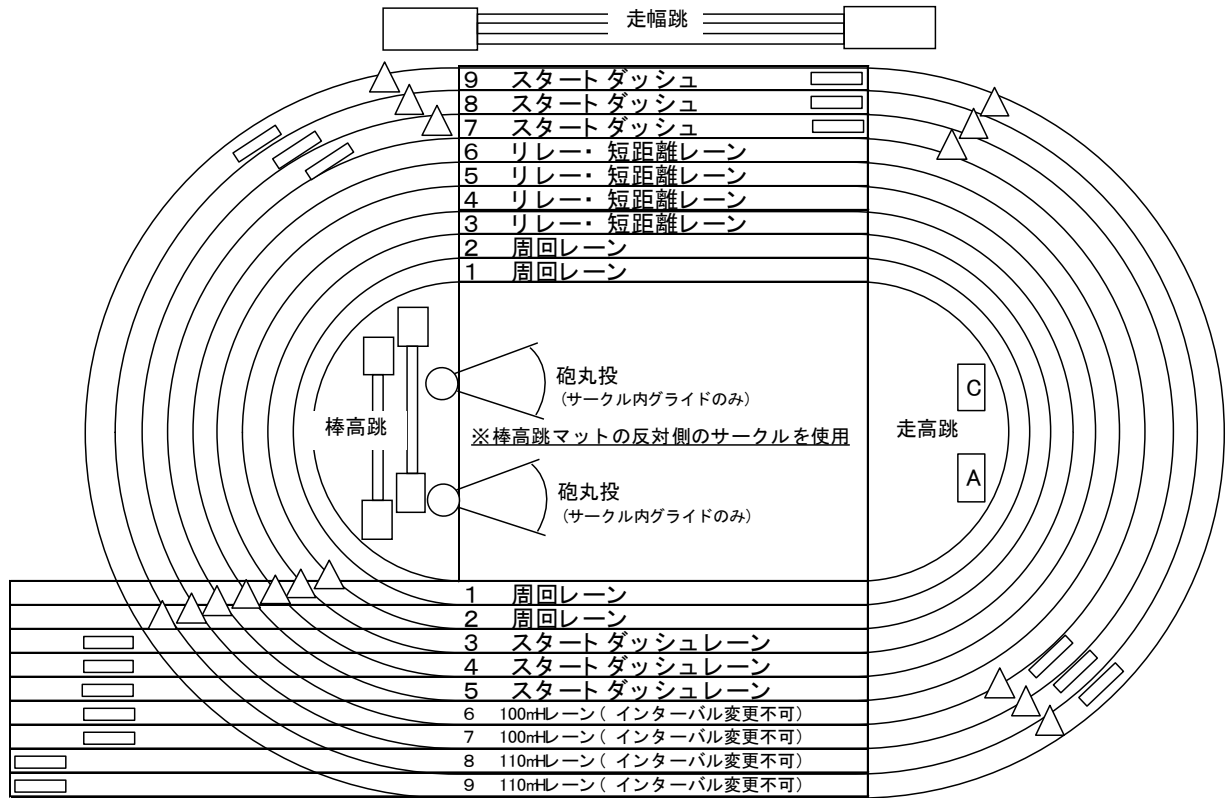 走幅跳
9 スタートダッシュ
8 スタートダッシュ
7 スタートダッシュ
6 リレー・短距離レーン
5 リレー・短距離レーン
4 リレー・短距離レーン
3 リレー・短距離レーン
2 周回レーン
1 周回レーン
砲丸投
(サークル内グライドのみ)
C
棒高跳
※棒高跳マットの反対側のサークルを使用
走高跳
A
砲丸投
(サークル内グライドのみ)
1 周回レーン
2 周回レーン
3 スタートダッシュレーン
4 スタートダッシュレーン
5 スタートダッシュレーン
6 100mHレーン(インターバル変更不可)
7 100mHレーン(インターバル変更不可)
8 110mHレーン(インターバル変更不可)
9 110mHレーン(インターバル変更不可)